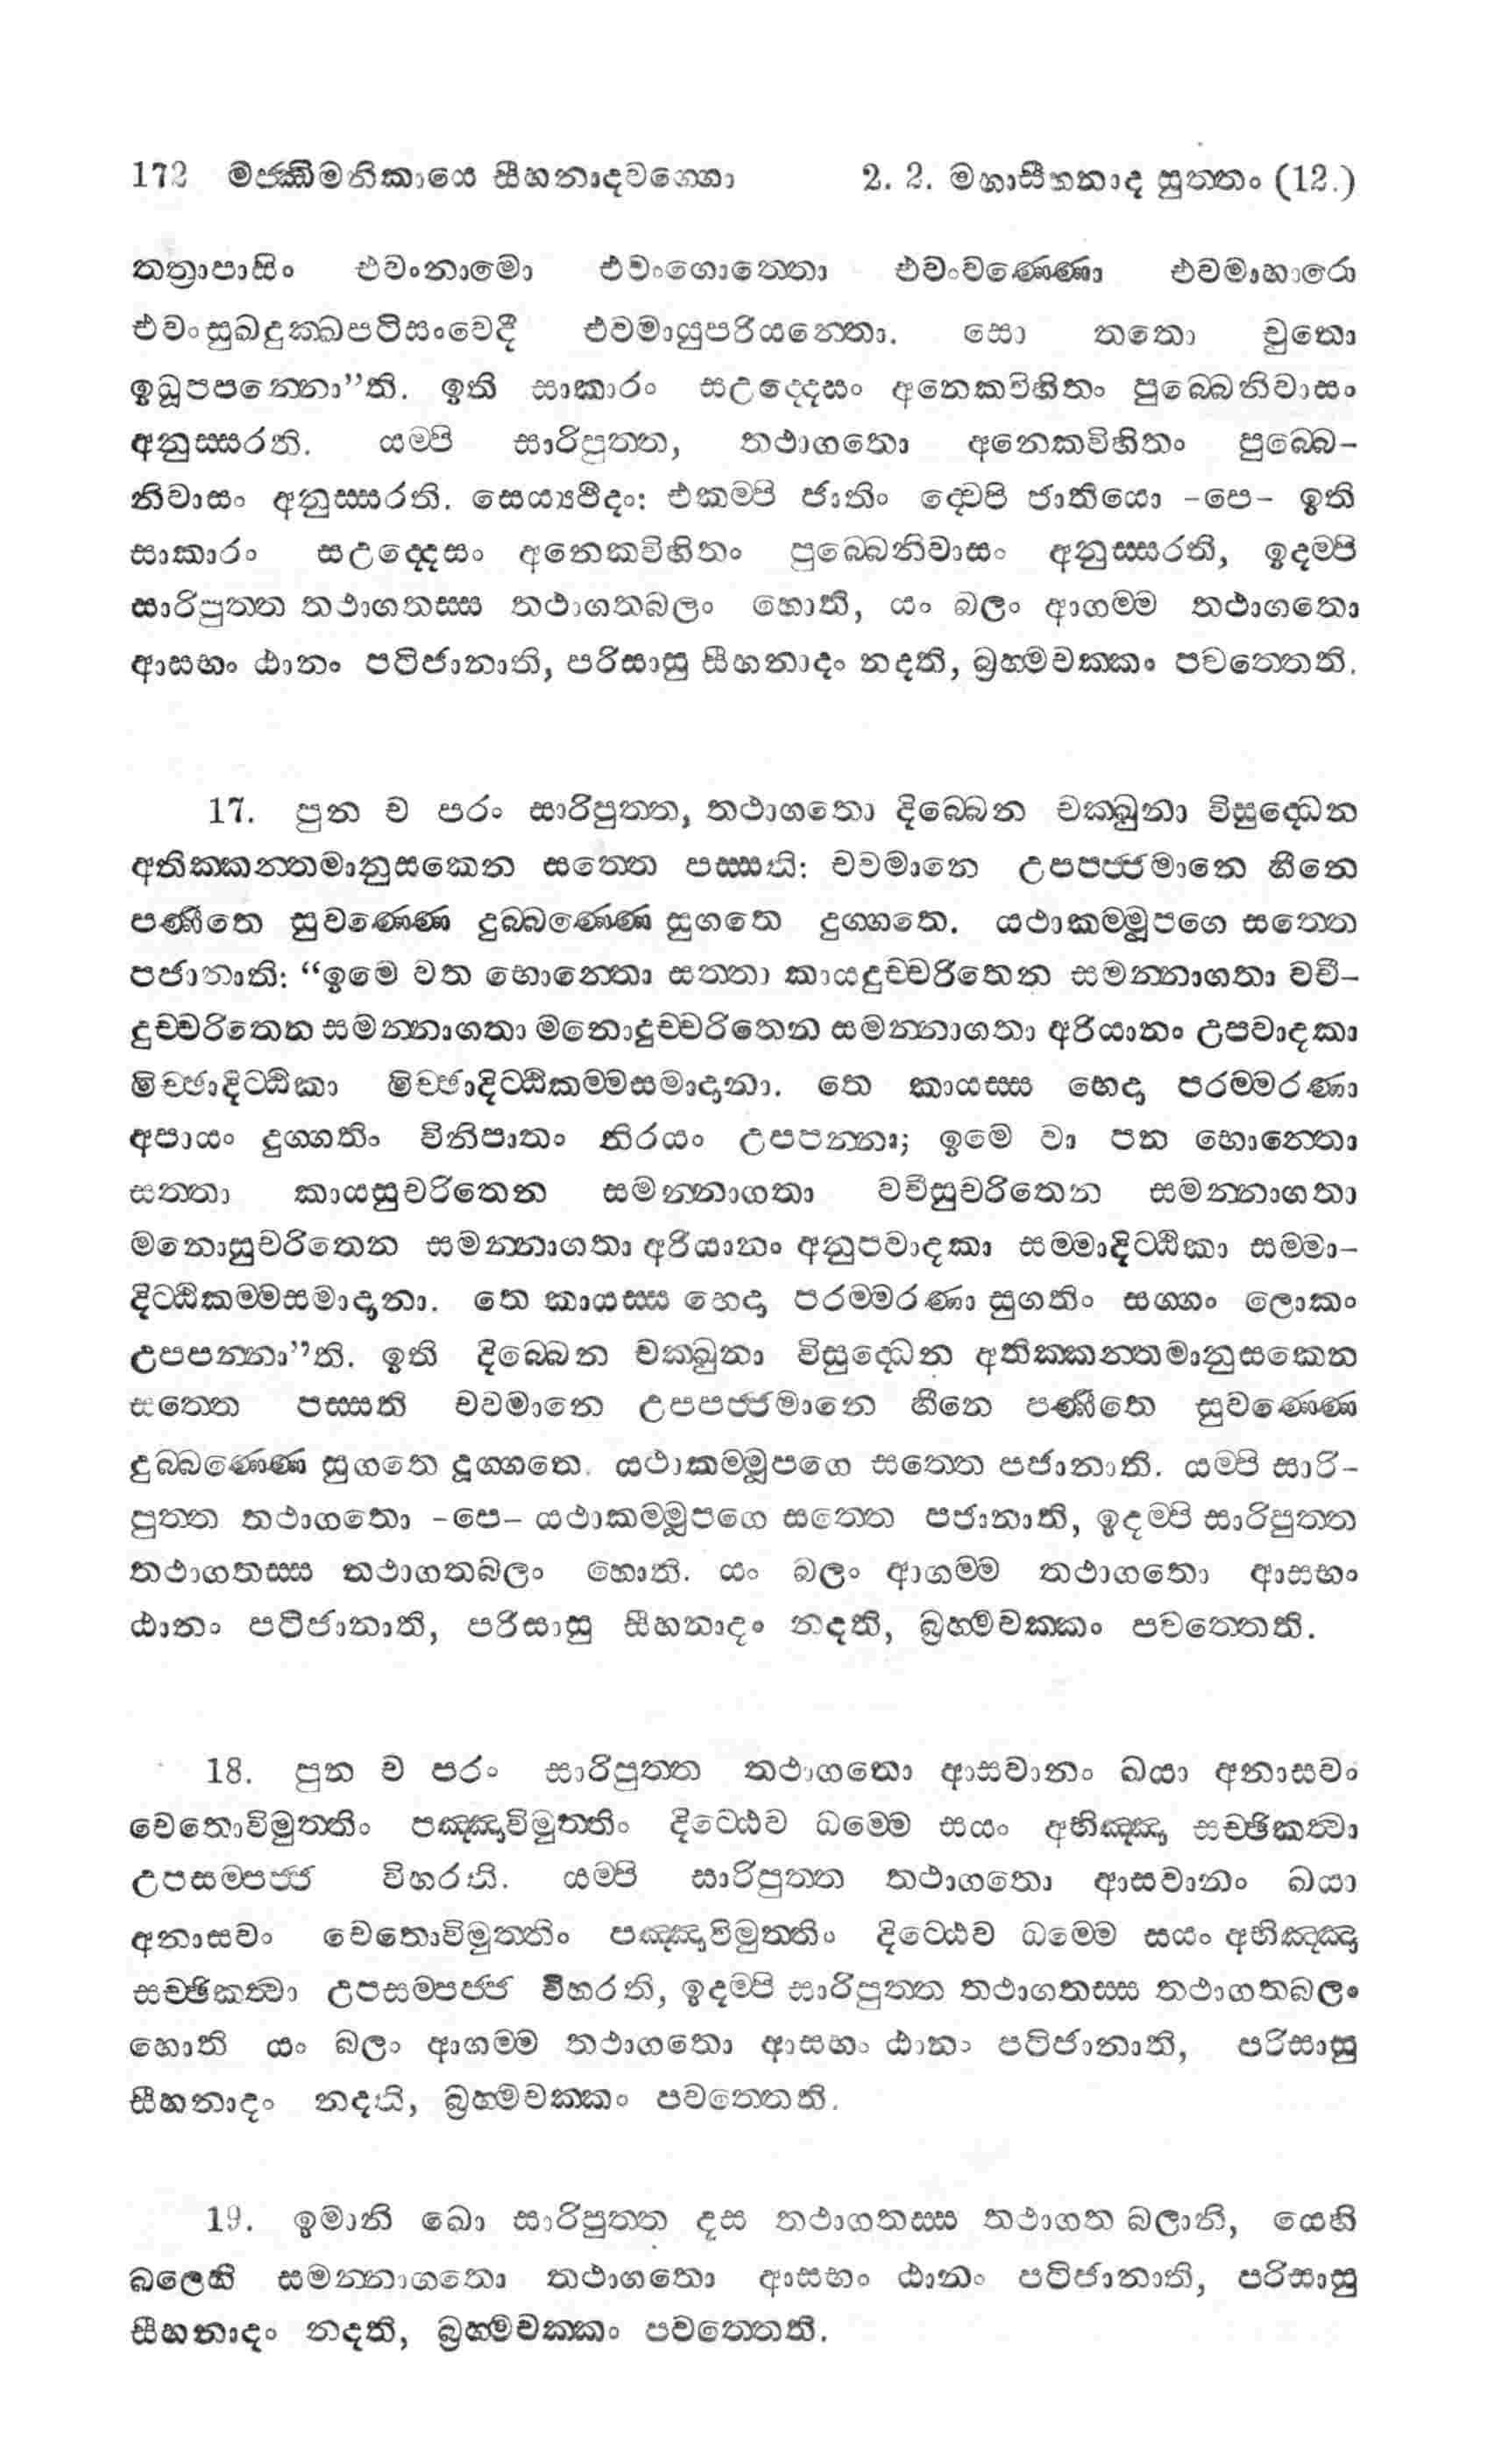 172 මජ්ඣිමනිකායෙ සීහනාදවග්ගො 2. 2. මහාසීහනාද සුත්තං (12.)
තත්‍රාපාසිං එවංනාමො එවංගොත්තො එවංවණ්ණො එවමාහාරො
එවංසුඛදුක්ඛපටිසංවෙදී එවමායුපරියන්තො. සො තතො චුතො
ඉධූපපන්නො”ති. ඉති සාකාරං සඋද්දෙසං අනෙකවිහිතං පුබ්බෙනිවාසං
අනුස්සරති. යම්පි සාරිපුත්ත, තථාගතො අනෙකවිහිතං පුබ්බෙ-
නිවාසං අනුස්සරති. සෙය්‍යථීදං: එකම්පි ජාතිං ද්වෙපි ජාතියො -පෙ- ඉති
සාකාරං සඋද්දෙසං අනෙකවිහිතං පුබ්බෙනිවාසං අනුස්සරති, ඉදම්පි
සාරිපුත්ත තථාගතස්ස තථාගතබලං හොති, යං බලං ආගම්ම තථාගතො
ආසභං ඨානං පටිජානාති, පරිසාසු සීහනාදං නදති, බ්‍රහ්මචක්කං පවත්තෙති.
17. පුන ච පරං සාරිපුත්ත, තථාගතො දිබ්බෙන චක්ඛුනා විසුද්ධෙන
අතික්කන්තමානුසකෙන සත්තෙ පස්සති: චවමානෙ උපපජ්ජමානෙ හීනෙ
පණීතෙ සුවණ්ණෙ දුබ්බණ්ණෙ සුගතෙ දුග්ගතෙ. යථාකම්මූපගෙ සත්තෙ
පජානාති: “ඉමෙ වත භොන්තො සත්තා කායදුච්චරිතෙන සමන්නාගතා වචී-
දුච්චරිතෙන සමන්නාගතා මනොදුච්චරිතෙන සමන්නාගතා අරියානං උපවාදකා
මිච්ඡාදිට්ඨිකා මිච්ඡාදිට්ඨිකම්මසමාදානා. තෙ කායස්ස භෙදා පරම්මරණා
අපායං දුග්ගතිං විනිපාතං නිරයං උපපන්නා; ඉමෙ වා පන භොන්තො
සත්තා කායසුචරිතෙන සමන්නාගතා වචීසුචරිතෙන සමන්නාගතා
මනොසුචරිතෙන සමන්නාගතා අරියානං අනුපවාදකා සම්මාදිට්ඨිකා සම්මා-
දිට්ඨිකම්මසමාදානා. තෙ කායස්ස භෙදා පරම්මරණා සුගතිං සග්ගං ලොකං
උපපන්නා”ති. ඉති දිබ්බෙන චක්ඛුනා විසුද්ධෙන අතික්කන්තමානුසකෙන
සත්තෙ පස්සති චවමානෙ උපපජ්ජමානෙ හීනෙ පණීතෙ සුවණ්ණෙ
දුබ්බණ්ණෙ සුගතෙ දූග්ගතෙ. යථාකම්මූපගෙ සත්තෙ පජානාති. යම්පි සාරි-
පුත්ත තථාගතො -පෙ- යථාකම්මූපගෙ සත්තෙ පජානාති, ඉදම්පි සාරිපුත්ත
තථාගතස්ස තථාගතබලං හොති. යං බලං ආගම්ම තථාගතො ආසභං
ඨානං පටිජානාති, පරිසාසු සීහනාදං නදති, බ්‍රහ්මචක්කං පවත්තෙති.
18. පුන ච පරං සාරිපුත්ත තථාගතො ආසවානං ඛයා අනාසවං
චෙතොවිමුත්තිං පඤ්ඤාවිමුත්තිං දිට්ඨෙව ධම්මෙ සයං අභිඤ්ඤා සච්ඡිකත්වා
උපසම්පජ්ජ විහරති. යම්පි සාරිපුත්ත තථාගතො ආසවානං ඛයා
අනාසවං චෙතොවිමුත්තිං පඤ්ඤාවිමුත්තිං දිට්ඨෙව ධම්මෙ සයං අභිඤ්ඤා
සච්ඡිකත්වා උපසම්පජ්ජ විහරති, ඉදම්පි සාරිපුත්ත තථාගතස්ස තථාගතබලං
හොති යං බලං ආගම්ම තථාගතො ආසභං ඨානං පටිජානාති, පරිසාසු
සීහනාදං නදති, බ්‍රහ්මචක්කං පවත්තෙති.
19. ඉමානි ඛො සාරිපුත්ත දස තථාගතස්ස තථාගත බලානි, යෙහි
බලෙහි සමන්නාගතො තථාගතො ආසභං ඨානං පටිජානාති, පරිසාසු
සීහනාදං නදති, බ්‍රහ්මචක්කං පවත්තෙති.